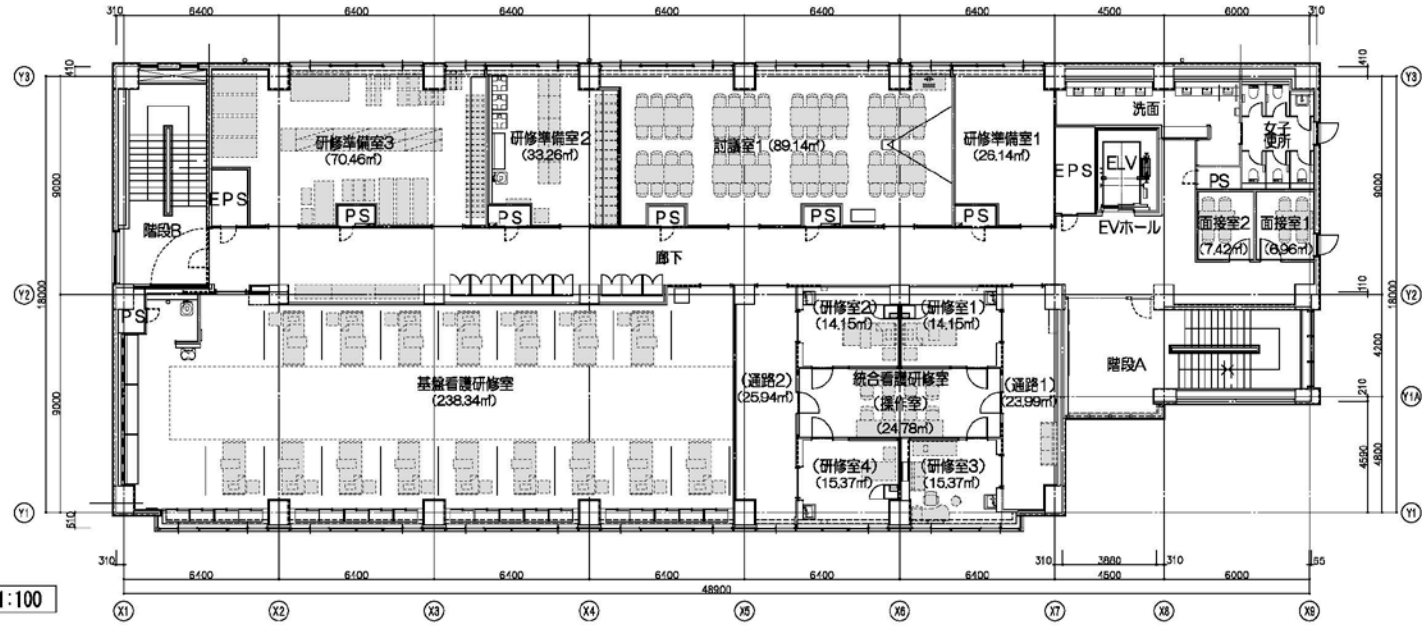 310 6400 6400 6400 6400 6400 6400 4500 6000 310
Y3 410 410 Y3
洗面
研修準備室3
(70.46㎡)
研修準備室2
(33.26㎡)
討議室1 (89.14㎡)
研修準備室1
(26.14㎡)
女子
便所
EPS
ELV
EPS
PS
PS
PS
PS
PS
PS
9000
9000
階段B
廊下
EVホール
面接室2
(7.42㎡)
面接室1
(6.96㎡)
Y2 18000 110 18000 Y2
PS
(研修室2)
(14.15㎡)
(研修室1)
(14.15㎡)
4200
階段A
基盤看護研修室
(238.34㎡)
(通路2)
(25.94㎡)
統合看護研修室
(操作室)
(24.78㎡)
(通路1)
(23.99㎡)
9000
210 Y1A
(研修室4)
(15.37㎡)
(研修室3)
(15.37㎡)
4590 4800
Y1 510 Y1
310 310 3880 310 65
6400 6400 6400 6400 6400 6400 4500 6000
48900
1:100
X1 X2 X3 X4 X5 X6 X7 X8 X9